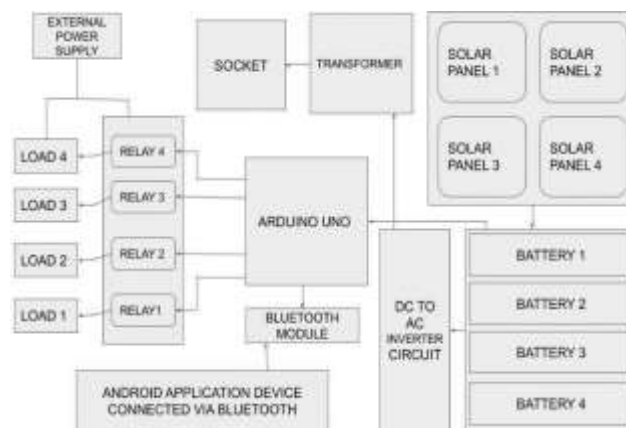 EXTERNAL
POWER
SUPPLY
SOCKET
TRANSFORMER
SOLAR
PANEL 1
SOLAR
PANEL 2
SOLAR
PANEL 3
SOLAR
PANEL 4
LOAD 4
RELAY 4
LOAD 3
RELAY 3
LOAD 2
RELAY 2
LOAD 1
RELAY1
ARDUINO UNO
BLUETOOTH
MODULE
ANDROID APPLICATION DEVICE
CONNECTED VIA BLUETOOTH
DC TO
AC
INVERTER
CIRCUIT
BATTERY 1
BATTERY 2
BATTERY 3
BATTERY 4